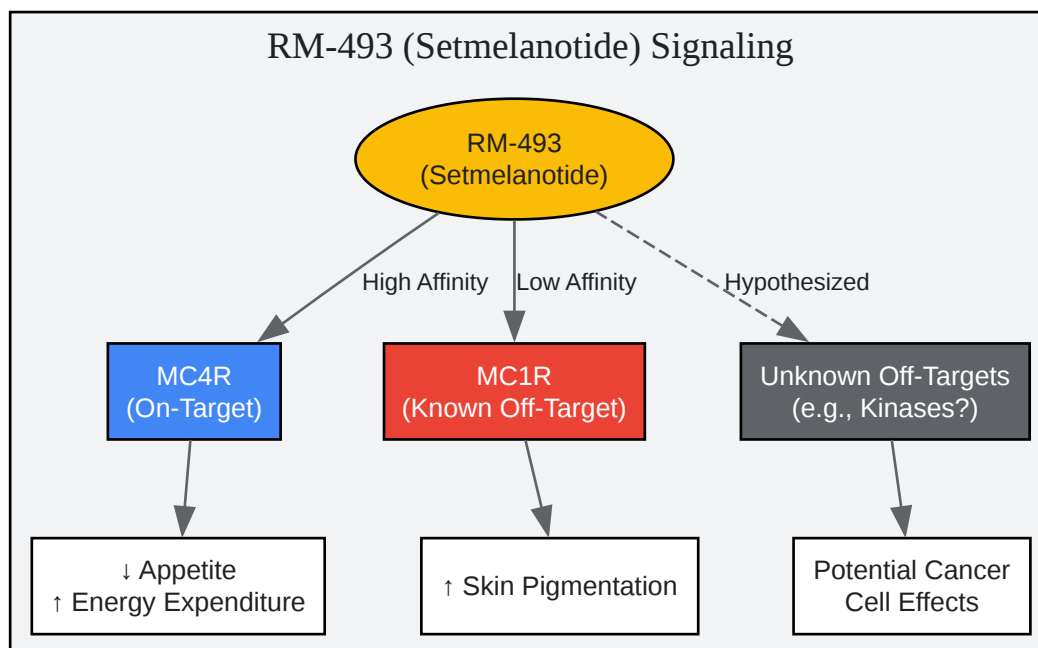 RM-493 (Setmelanotide) Signaling
RM-493
(Setmelanotide)
High Affinity
Low Affinity
Hypothesized
MC4R
(On-Target)
MC1R
(Known Off-Target)
Unknown Off-Targets
(e.g., Kinases?)
↓ Appetite
↑ Energy Expenditure
↑ Skin Pigmentation
Potential Cancer
Cell Effects